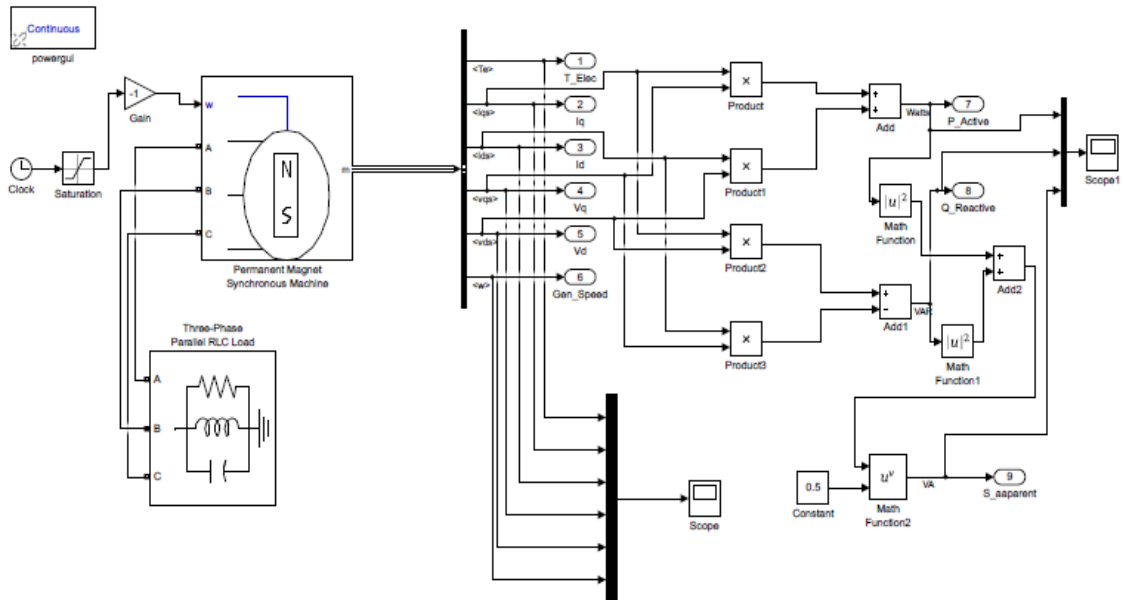 Continuous
powergui
-1
Gain
Clock
Saturation
w
A
B
C
m
N
S
Permanent Magnet
Synchronous Machine
Three-Phase
Parallel RLC Load
A
B
C
<Te>
<iqs>
<ids>
<vqs>
<vds>
<w>
1
T_Elec
2
Iq
3
Id
4
Vq
5
Vd
6
Gen_Speed
×
Product
×
Product1
×
Product2
×
Product3
+
+
Add
Watts
7
P_Active
8
Q_Reactive
|u|²
Math
Function
+
+
Add2
+
-
Add1
VAR
|u|²
Math
Function1
Scope1
Scope
0.5
Constant
uᵛ
Math
Function2
VA
9
S_aaparent